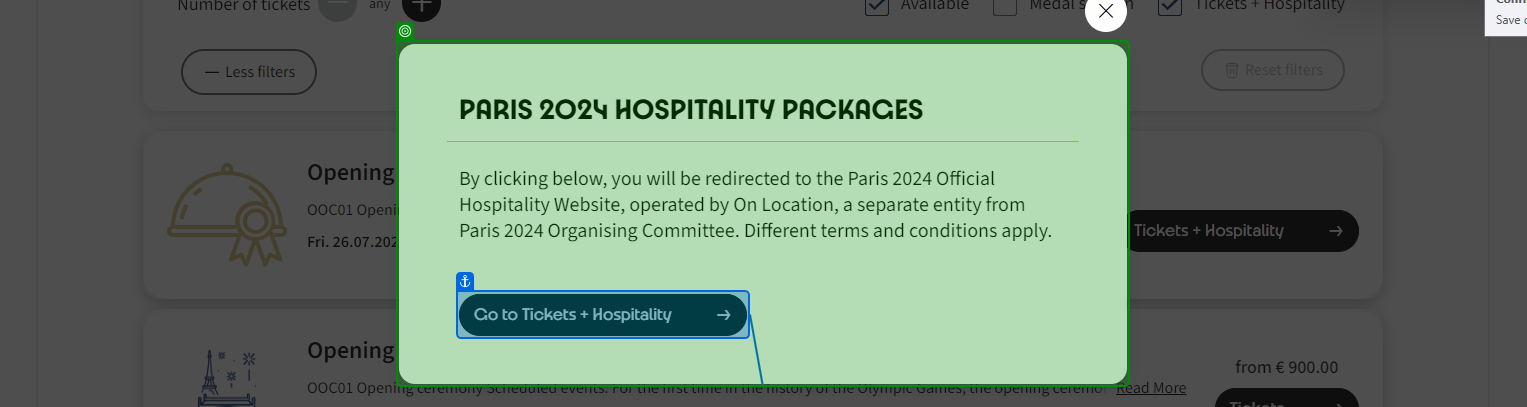 Number of tickets any Available Medal Tickets + Hospitality
Save
Less filters Reset filters
PARIS 2024 HOSPITALITY PACKAGES
By clicking below, you will be redirected to the Paris 2024 Official
Hospitality Website, operated by On Location, a separate entity from
Paris 2024 Organising Committee. Different terms and conditions apply.
Go to Tickets + Hospitality
Opening
OOC01 Openi
Fri. 26.07.202
Tickets + Hospitality
Opening
OOC01 Opening ceremony Scheduled events. For the first time in the history of the Olympic Games, the opening ceremo Read More
from € 900.00
Tickets